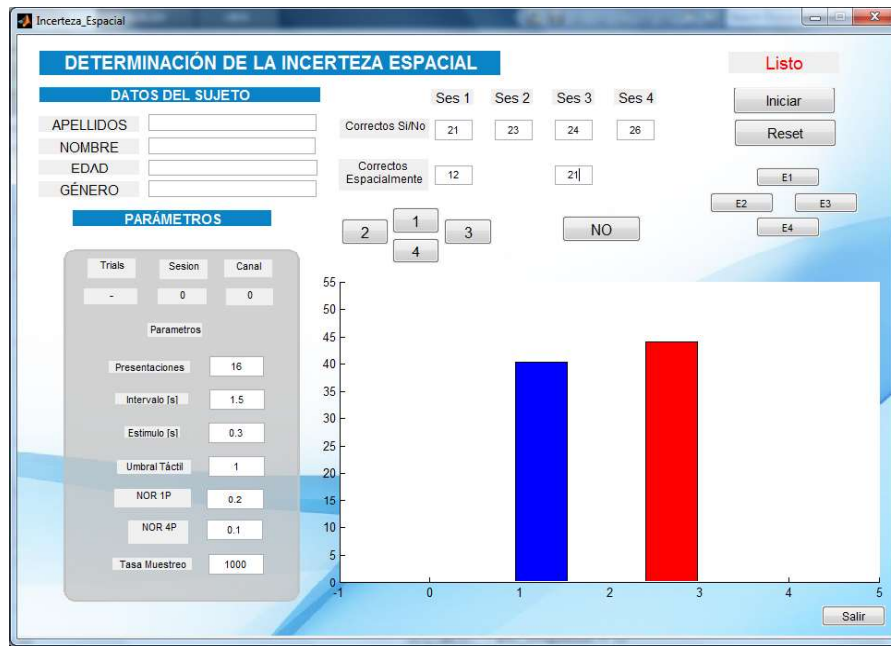 Incerteza_Espacial
DETERMINACIÓN DE LA INCERTEZA ESPACIAL
Listo
DATOS DEL SUJETO
Ses 1 Ses 2 Ses 3 Ses 4
Iniciar
APELLIDOS
Correctos Si/No 21 23 24 26
Reset
NOMBRE
EDAD
Correctos
Espacialmente 12 21
E1
GÉNERO
E2 E3
PARÁMETROS
1
2 3
NO
E4
4
Trials Sesion Canal
- 0 0
Parametros
Presentaciones 16
Intervalo [s] 1.5
Estimulo [s] 0.3
Umbral Táctil 1
NOR 1P 0.2
NOR 4P 0.1
Tasa Muestreo 1000
55
50
45
40
35
30
25
20
15
10
5
0
-1 0 1 2 3 4 5
Salir